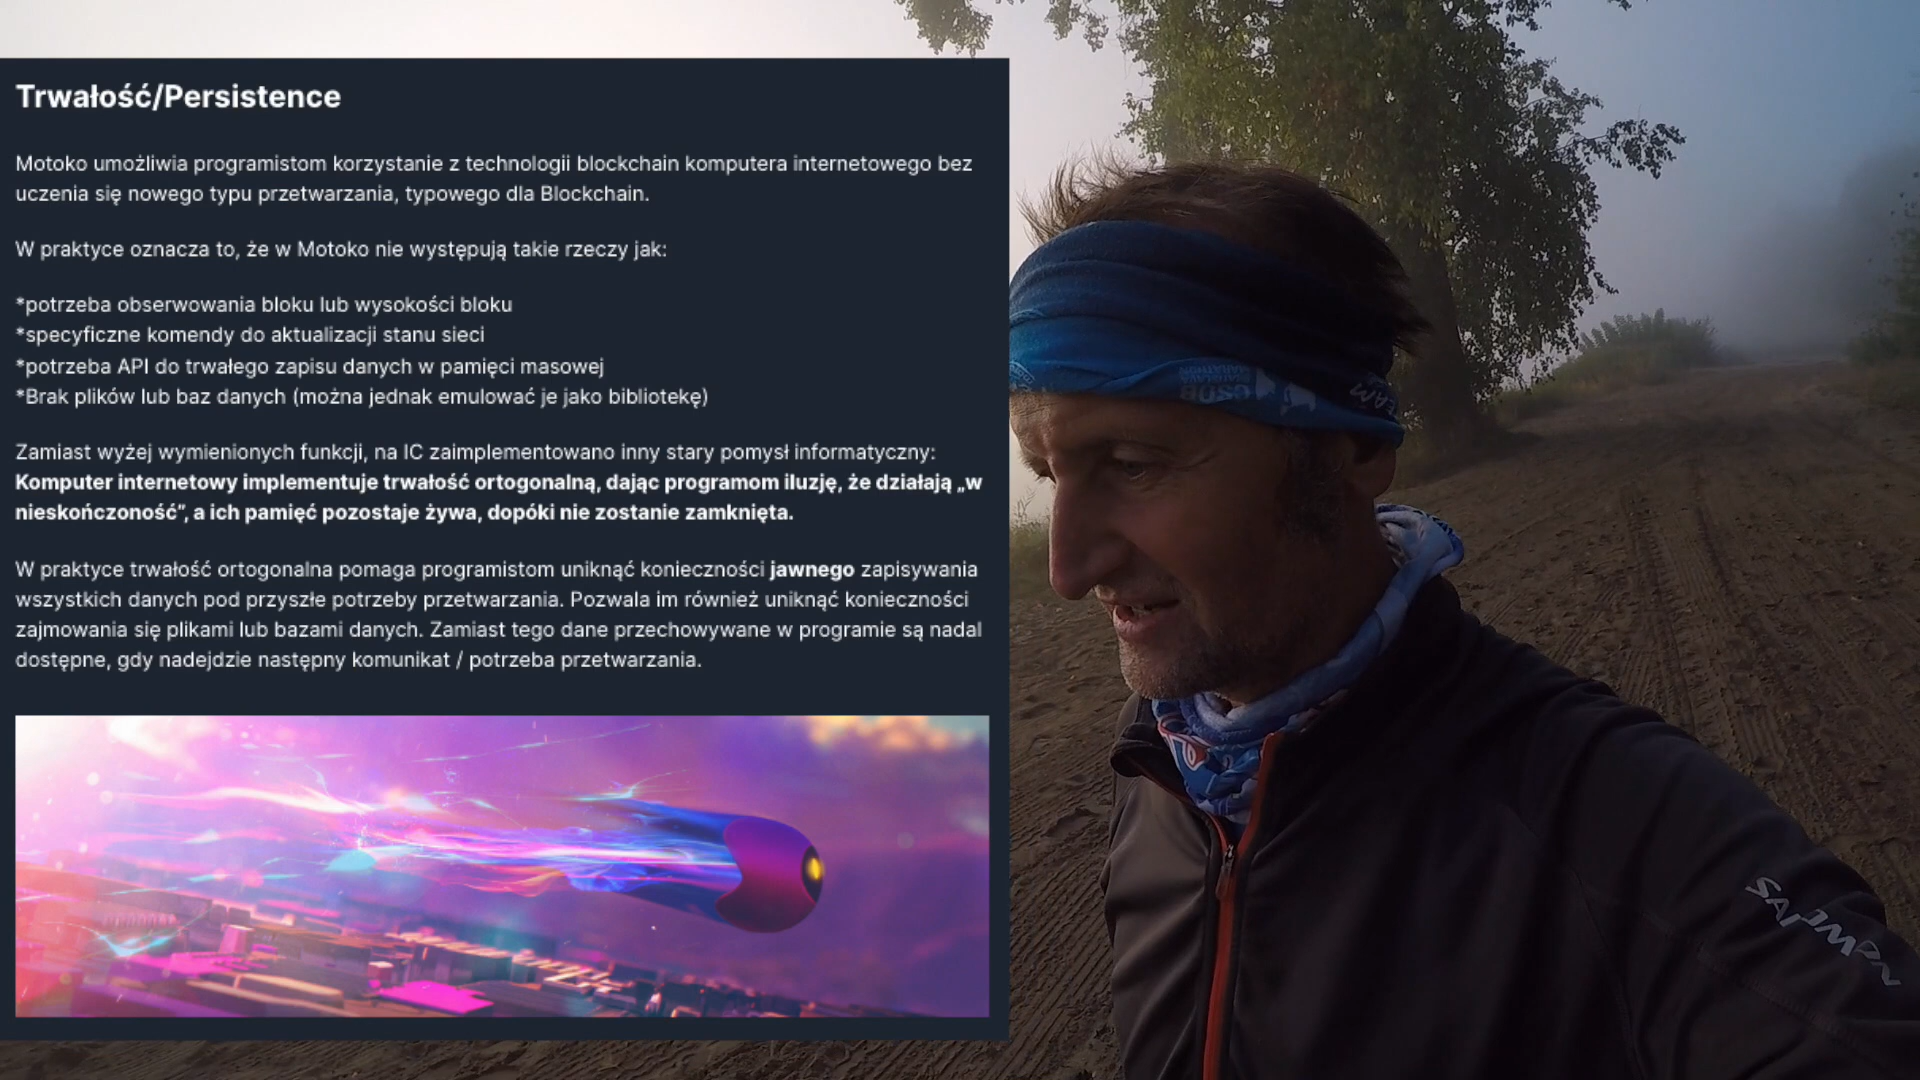 Trwałość/Persistence
Motoko umożliwia programistom korzystanie z technologii blockchain komputera internetowego bez
uczenia się nowego typu przetwarzania, typowego dla Blockchain.
W praktyce oznacza to, że w Motoko nie występują takie rzeczy jak:
*potrzeba obserwowania bloku lub wysokości bloku
*specyficzne komendy do aktualizacji stanu sieci
*potrzeba API do trwałego zapisu danych w pamięci masowej
*Brak plików lub baz danych (można jednak emulować je jako bibliotekę)
Zamiast wyżej wymienionych funkcji, na IC zaimplementowano inny stary pomysł informatyczny:
Komputer internetowy implementuje trwałość ortogonalną, dając programom iluzję, że działają „w
nieskończoność”, a ich pamięć pozostaje żywa, dopóki nie zostanie zamknięta.
W praktyce trwałość ortogonalna pomaga programistom uniknąć konieczności jawnego zapisywania
wszystkich danych pod przyszłe potrzeby przetwarzania. Pozwala im również uniknąć konieczności
zajmowania się plikami lub bazami danych. Zamiast tego dane przechowywane w programie są nadal
dostępne, gdy nadejdzie następny komunikat / potrzeba przetwarzania.
TEAM
SALOMON